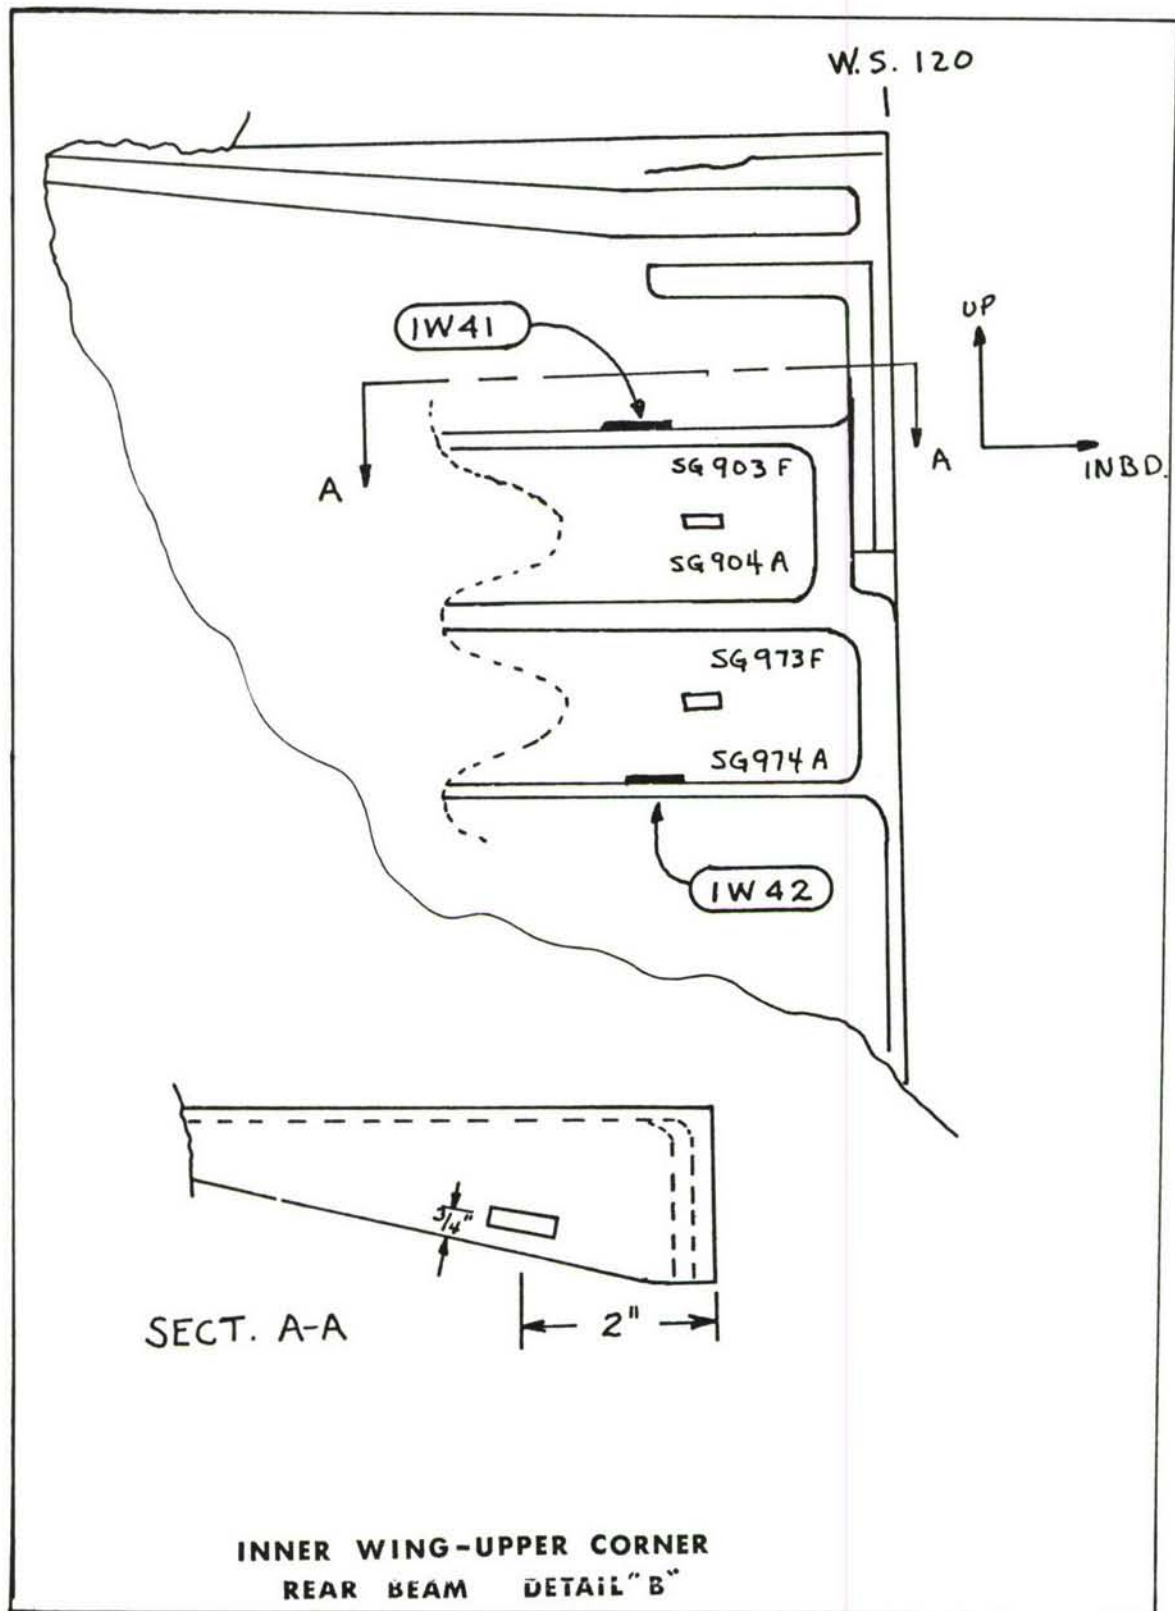 W.S. 120
1W41
UP
A
A
INBD.
SG903F
SG904A
SG973F
SG974A
1W42
3/4"
2"
SECT. A-A
INNER WING-UPPER CORNER
REAR BEAM DETAIL "B"